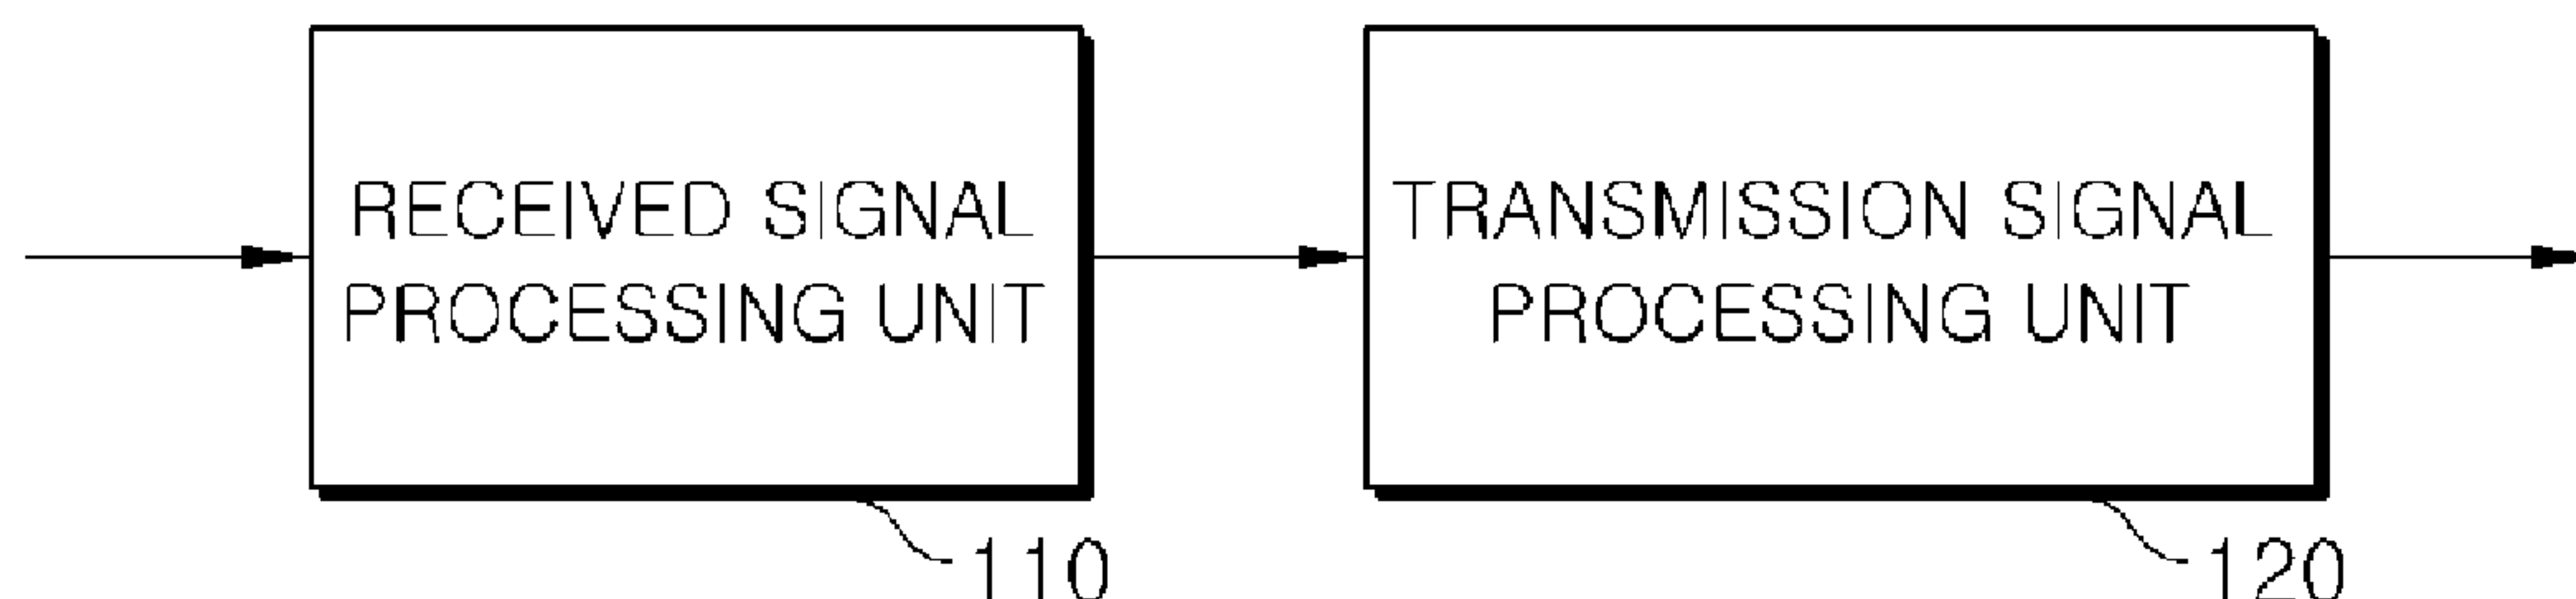 RECEIVED SIGNAL
PROCESSING UNIT
TRANSMISSION SIGNAL
PROCESSING UNIT
110
120